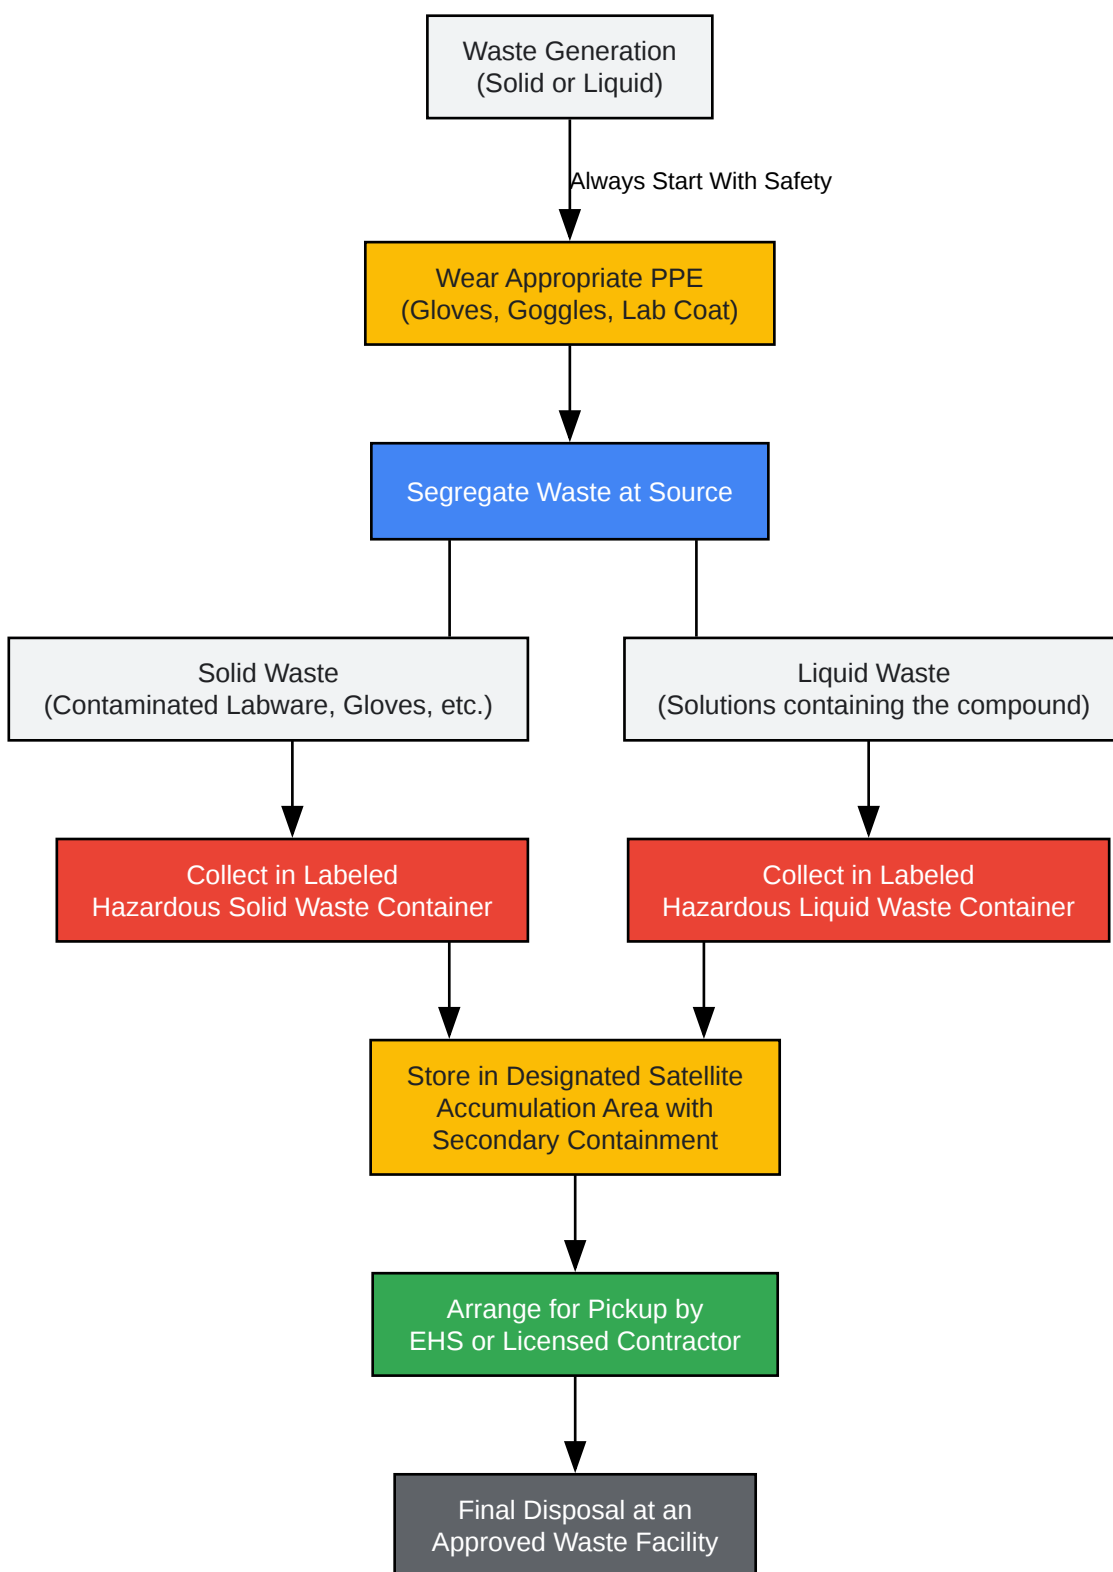 Waste Generation
(Solid or Liquid)
Always Start With Safety
Wear Appropriate PPE
(Gloves, Goggles, Lab Coat)
Segregate Waste at Source
Solid Waste
(Contaminated Labware, Gloves, etc.)
Liquid Waste
(Solutions containing the compound)
Collect in Labeled
Hazardous Solid Waste Container
Collect in Labeled
Hazardous Liquid Waste Container
Store in Designated Satellite
Accumulation Area with
Secondary Containment
Arrange for Pickup by
EHS or Licensed Contractor
Final Disposal at an
Approved Waste Facility